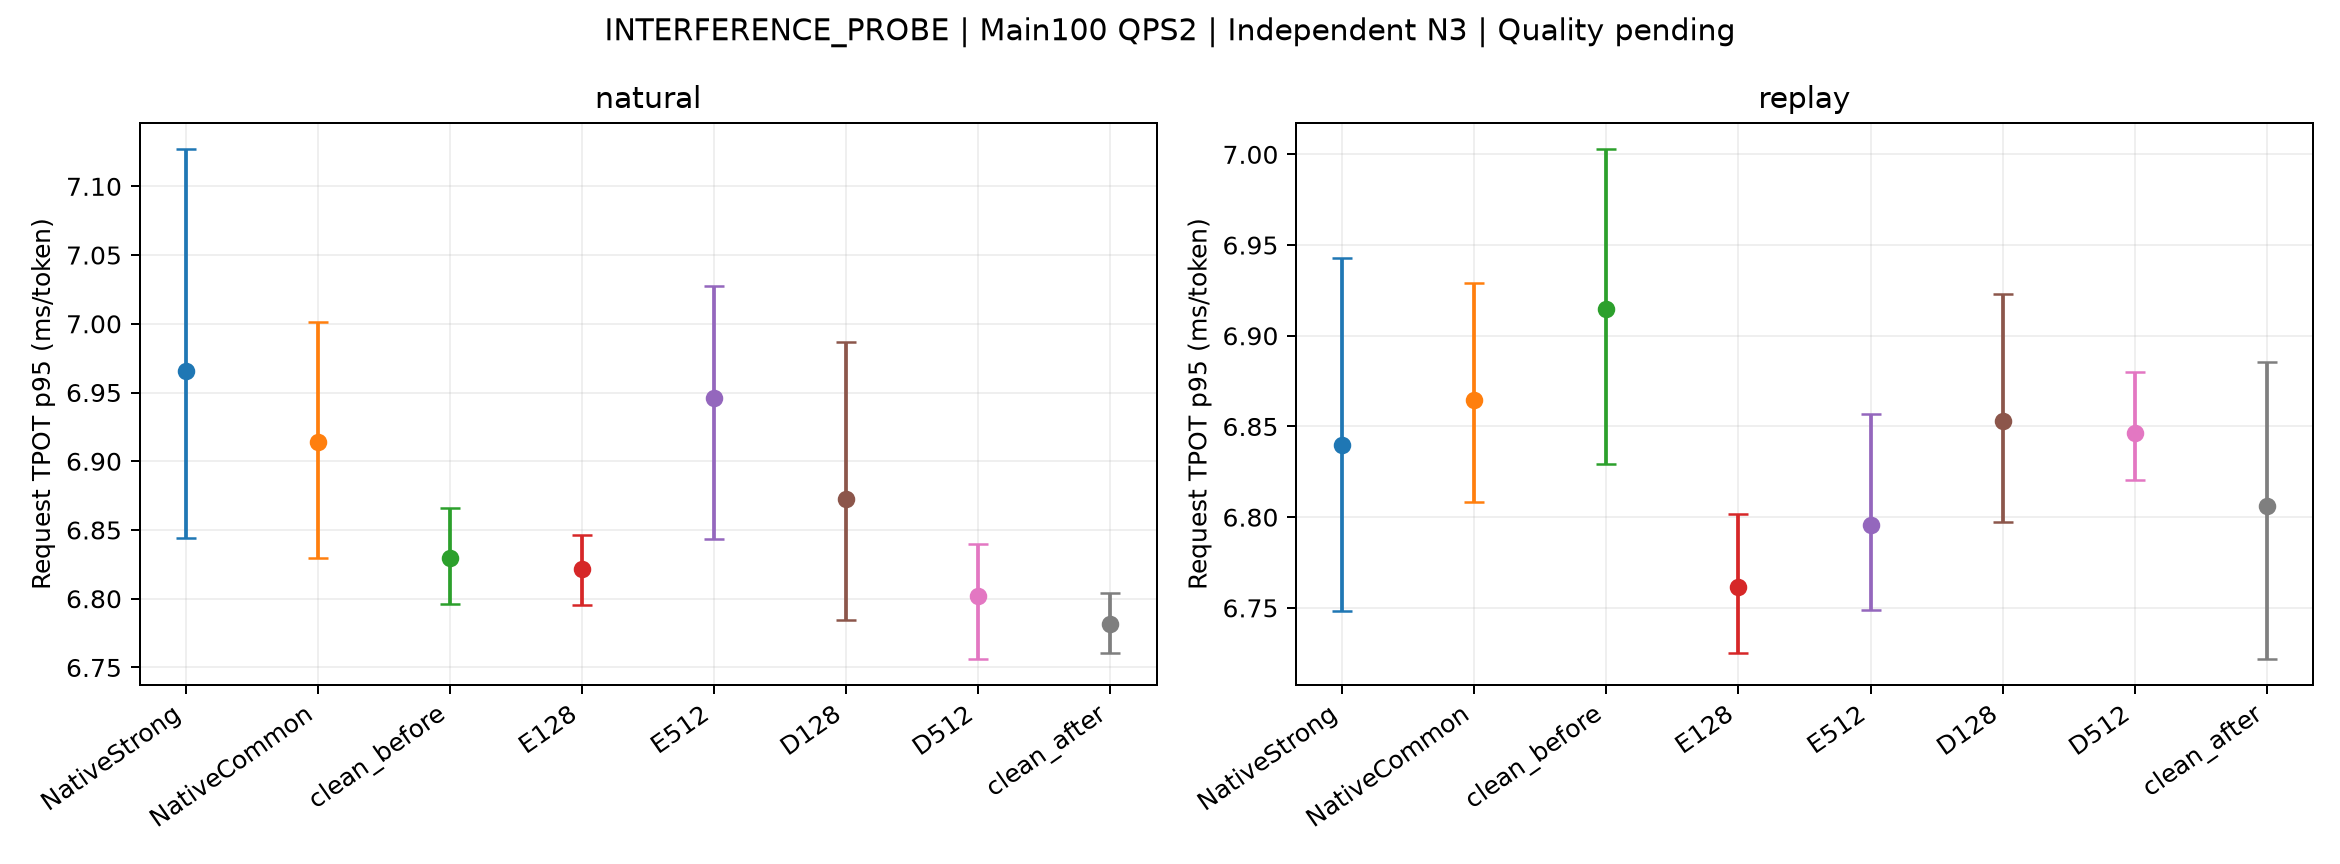 INTERFERENCE_PROBE | Main100 QPS2 | Independent N3 | Quality pending
natural
Request TPOT p95 (ms/token)
7.10
7.05
7.00
6.95
6.90
6.85
6.80
6.75
NativeStrong
NativeCommon
clean_before
E128
E512
D128
D512
clean_after
replay
Request TPOT p95 (ms/token)
7.00
6.95
6.90
6.85
6.80
6.75
NativeStrong
NativeCommon
clean_before
E128
E512
D128
D512
clean_after